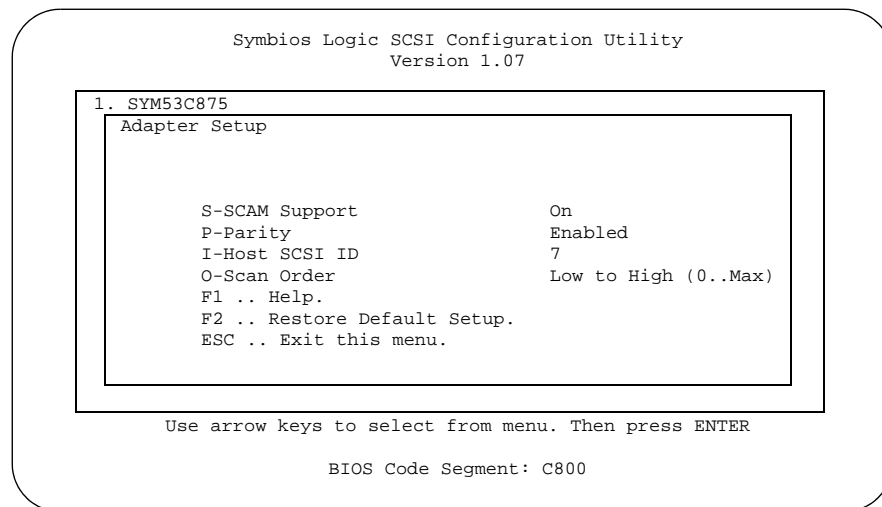 Symbios Logic SCSI Configuration Utility
Version 1.07
1. SYM53C875
Adapter Setup
S-SCAM Support On
P-Parity Enabled
I-Host SCSI ID 7
O-Scan Order Low to High (0..Max)
F1 .. Help.
F2 .. Restore Default Setup.
ESC .. Exit this menu.
Use arrow keys to select from menu. Then press ENTER
BIOS Code Segment: C800